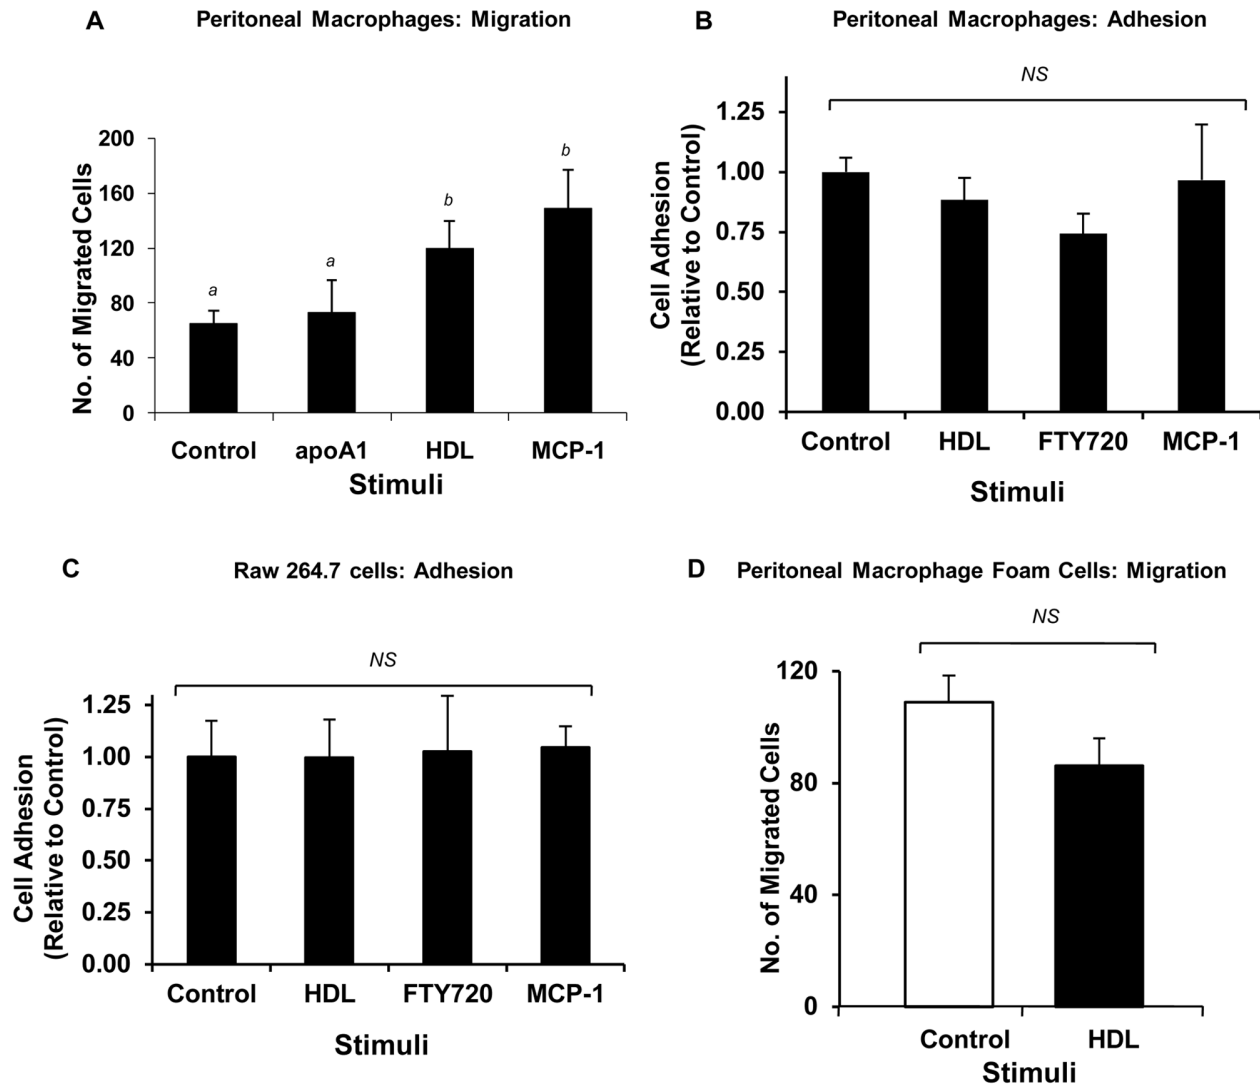 A Peritoneal Macrophages: Migration
No. of Migrated Cells
200
160
120
80
40
0
a
a
b
b
Control apoA1 HDL MCP-1
Stimuli
B Peritoneal Macrophages: Adhesion
NS
Cell Adhesion
(Relative to Control)
1.25
1.00
0.75
0.50
0.25
0.00
Control HDL FTY720 MCP-1
Stimuli
C Raw 264.7 cells: Adhesion
NS
Cell Adhesion
(Relative to Control)
1.25
1.00
0.75
0.50
0.25
0.00
Control HDL FTY720 MCP-1
Stimuli
D Peritoneal Macrophage Foam Cells: Migration
NS
No. of Migrated Cells
120
80
40
0
Control HDL
Stimuli